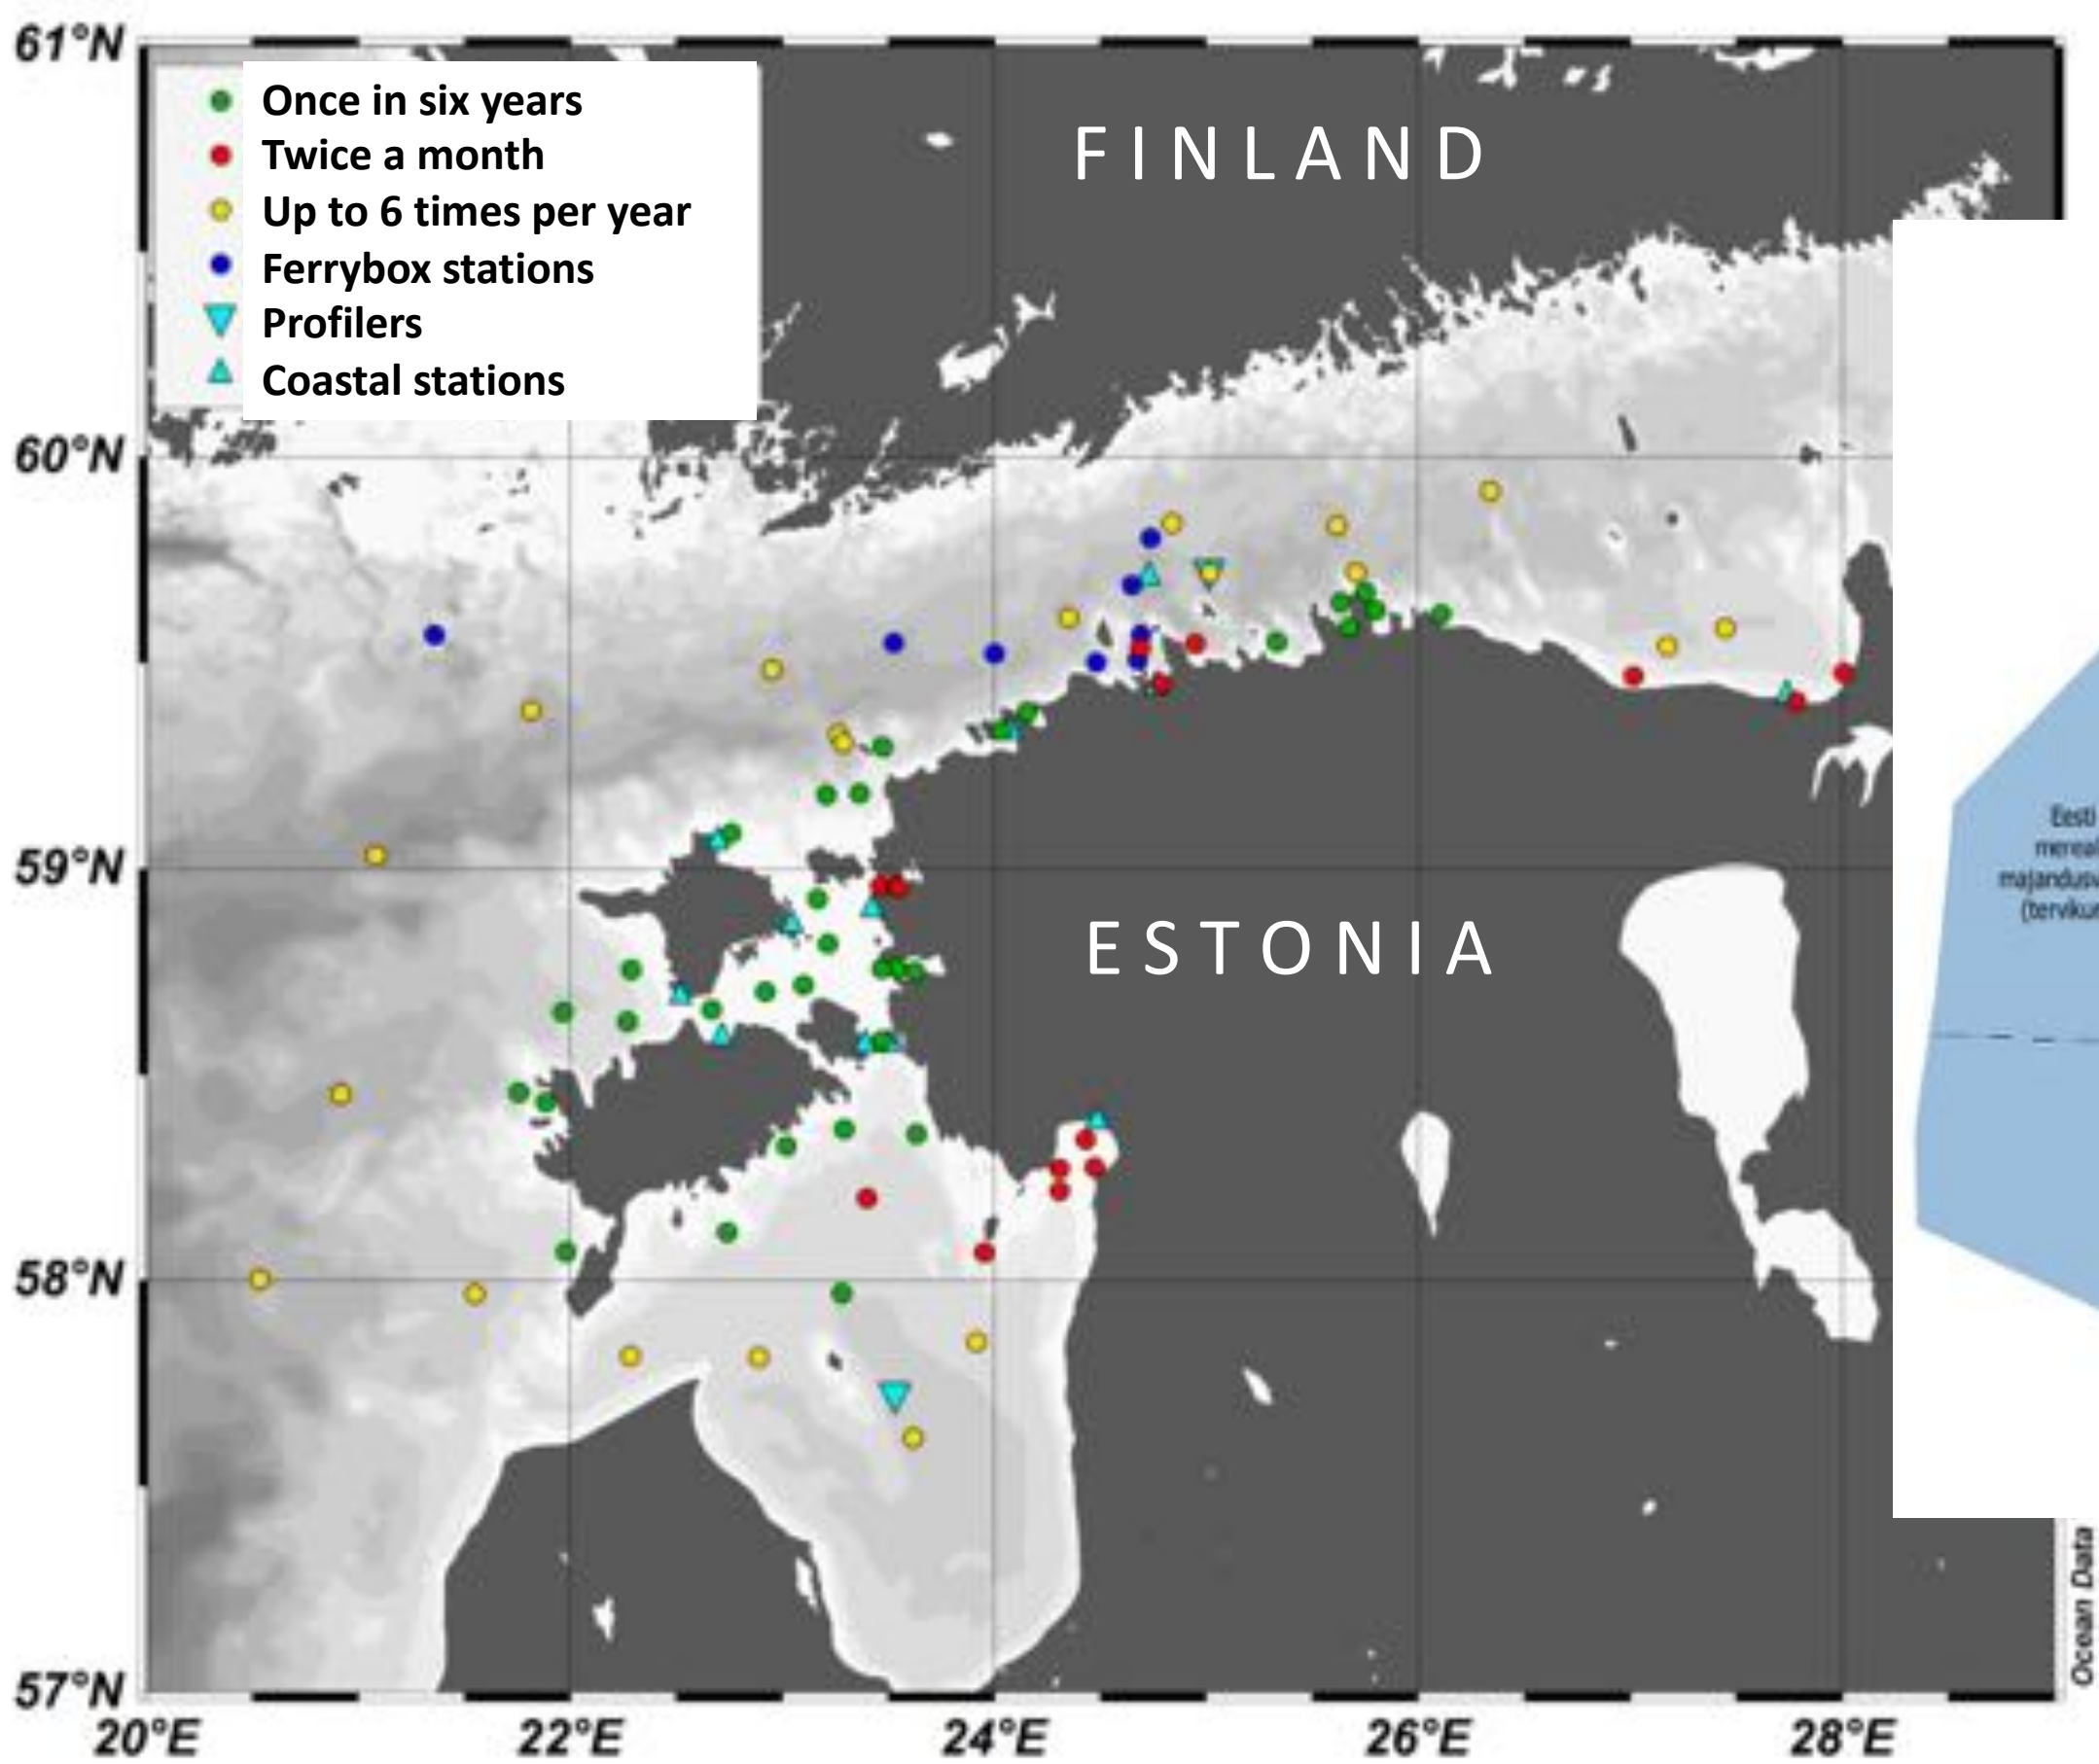 61°N
Once in six years
Twice a month
Up to 6 times per year
Ferrybox stations
Profilers
Coastal stations
FINLAND
60°N
59°N
ESTONIA
Eesti
58°N
57°N
20°E
22°E
24°E
26°E
28°E
Ocean Data